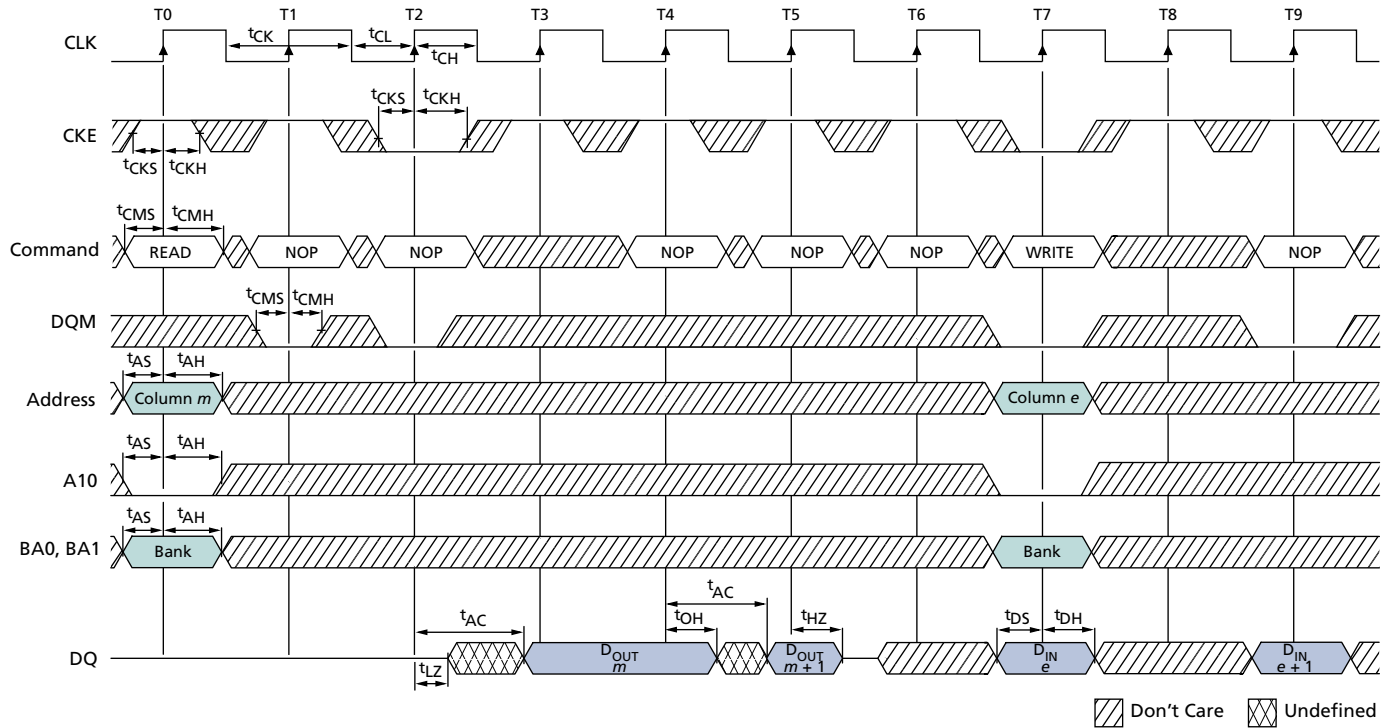 T0 T1 T2 T3 T4 T5 T6 T7 T8 T9
CLK
tCK tCL
tCH
tCKS tCKH
CKE
tCKS tCKH
tCMS tCMH
Command READ NOP NOP NOP NOP NOP WRITE NOP
tCMS tCMH
DQM
tAS tAH
Address Column m Column e
tAS tAH
A10
tAS tAH
BA0, BA1 Bank Bank
tAC
tAC tOH tHZ tDS tDH
DQ
DOUT DOUT DIN DIN
m m + 1 e e + 1
tLZ
Don't Care Undefined